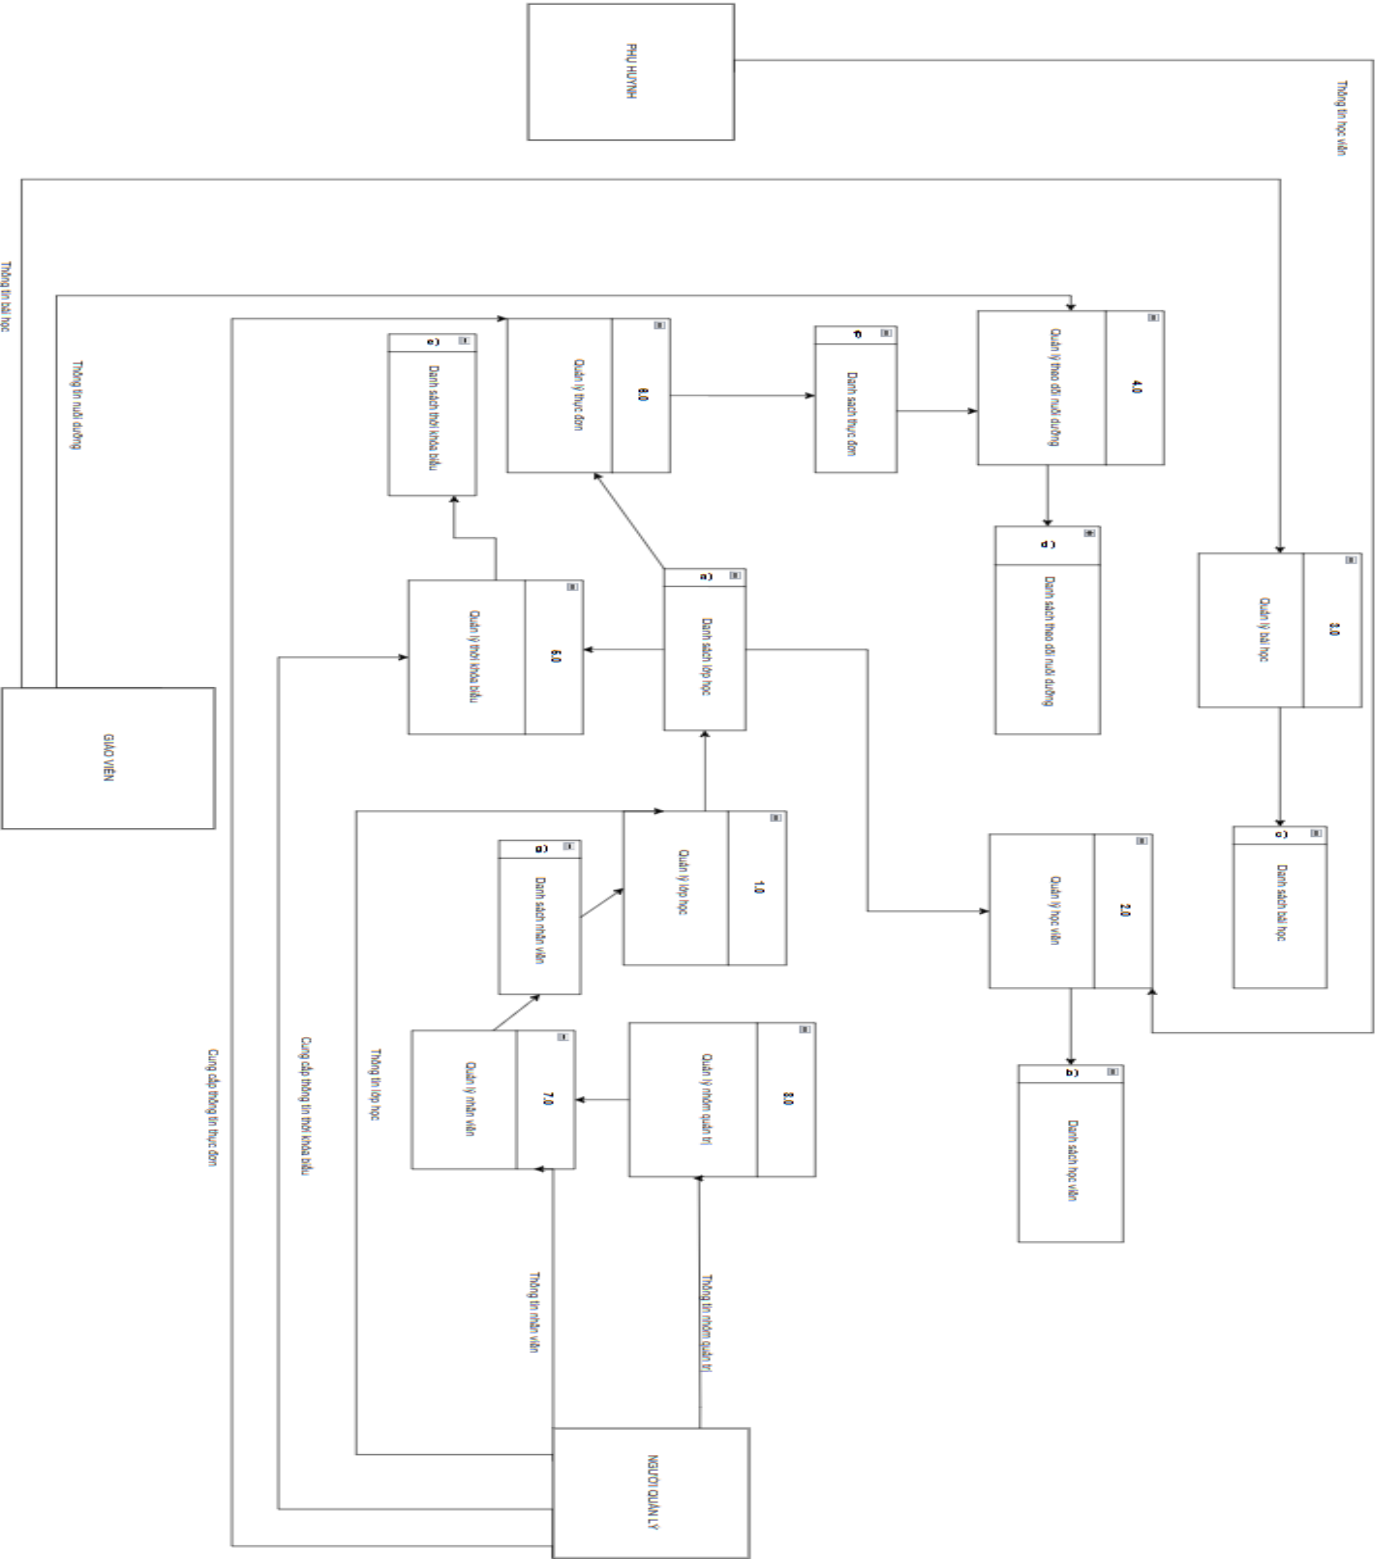 Thông tin học viên
3.0
Quản lý bài học
Danh sách bài học
4.0
Quản lý theo dõi nuôi dưỡng
2.0
Quản lý học viên
Danh sách học viên
Danh sách theo dõi nuôi dưỡng
Danh sách thực đơn
8.0
Quản lý nhóm quản trị
1.0
Quản lý lớp học
Danh sách lớp học
Thông tin nhóm quản trị
PHỤ HUYNH
6.0
Quản lý thực đơn
NGƯỜI QUẢN LÝ
5.0
Quản lý thời khóa biểu
7.0
Quản lý nhân viên
Danh sách nhân viên
Thông tin nhân viên
Danh sách thời khóa biểu
Thông tin lớp học
Cung cấp thông tin thời khóa biểu
Cung cấp thông tin thực đơn
GIÁO VIÊN
Thông tin nuôi dưỡng
Thông tin bài học